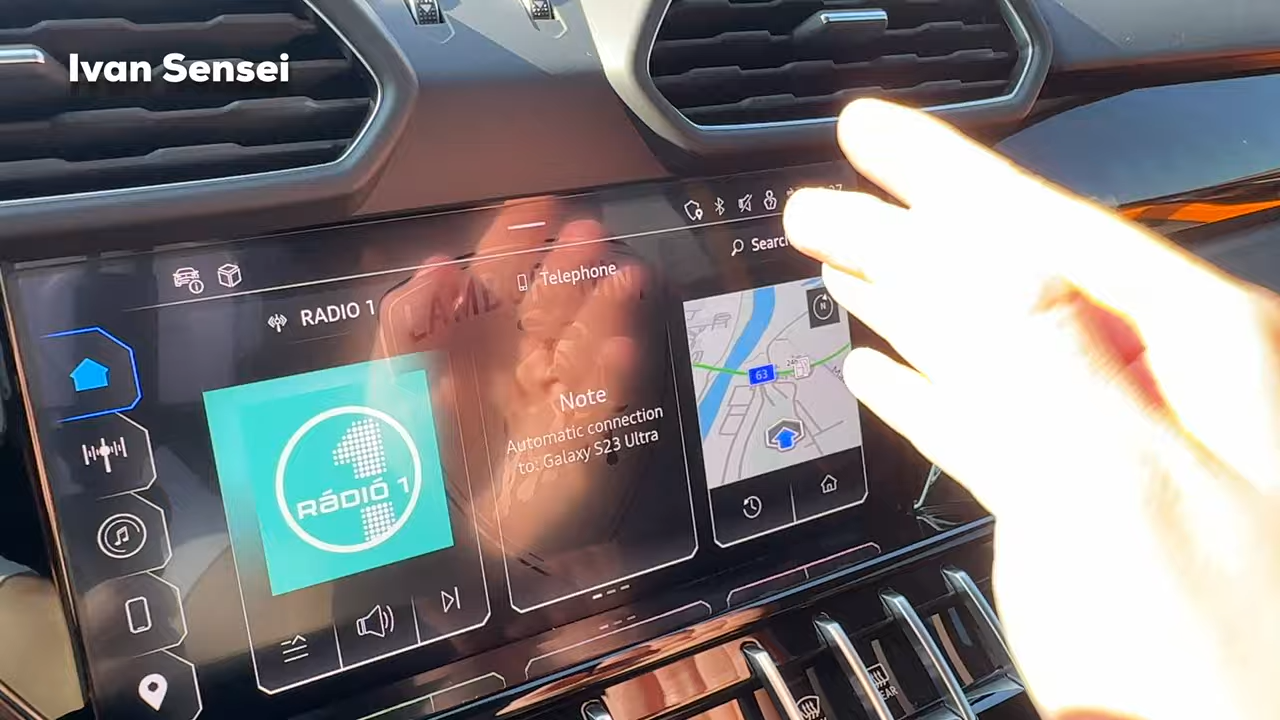 Ivan Sensei
Search
Telephone
RADIO 1
Note
Automatic connection
to: Galaxy S23 Ultra
RáDIÓ 1
N
63